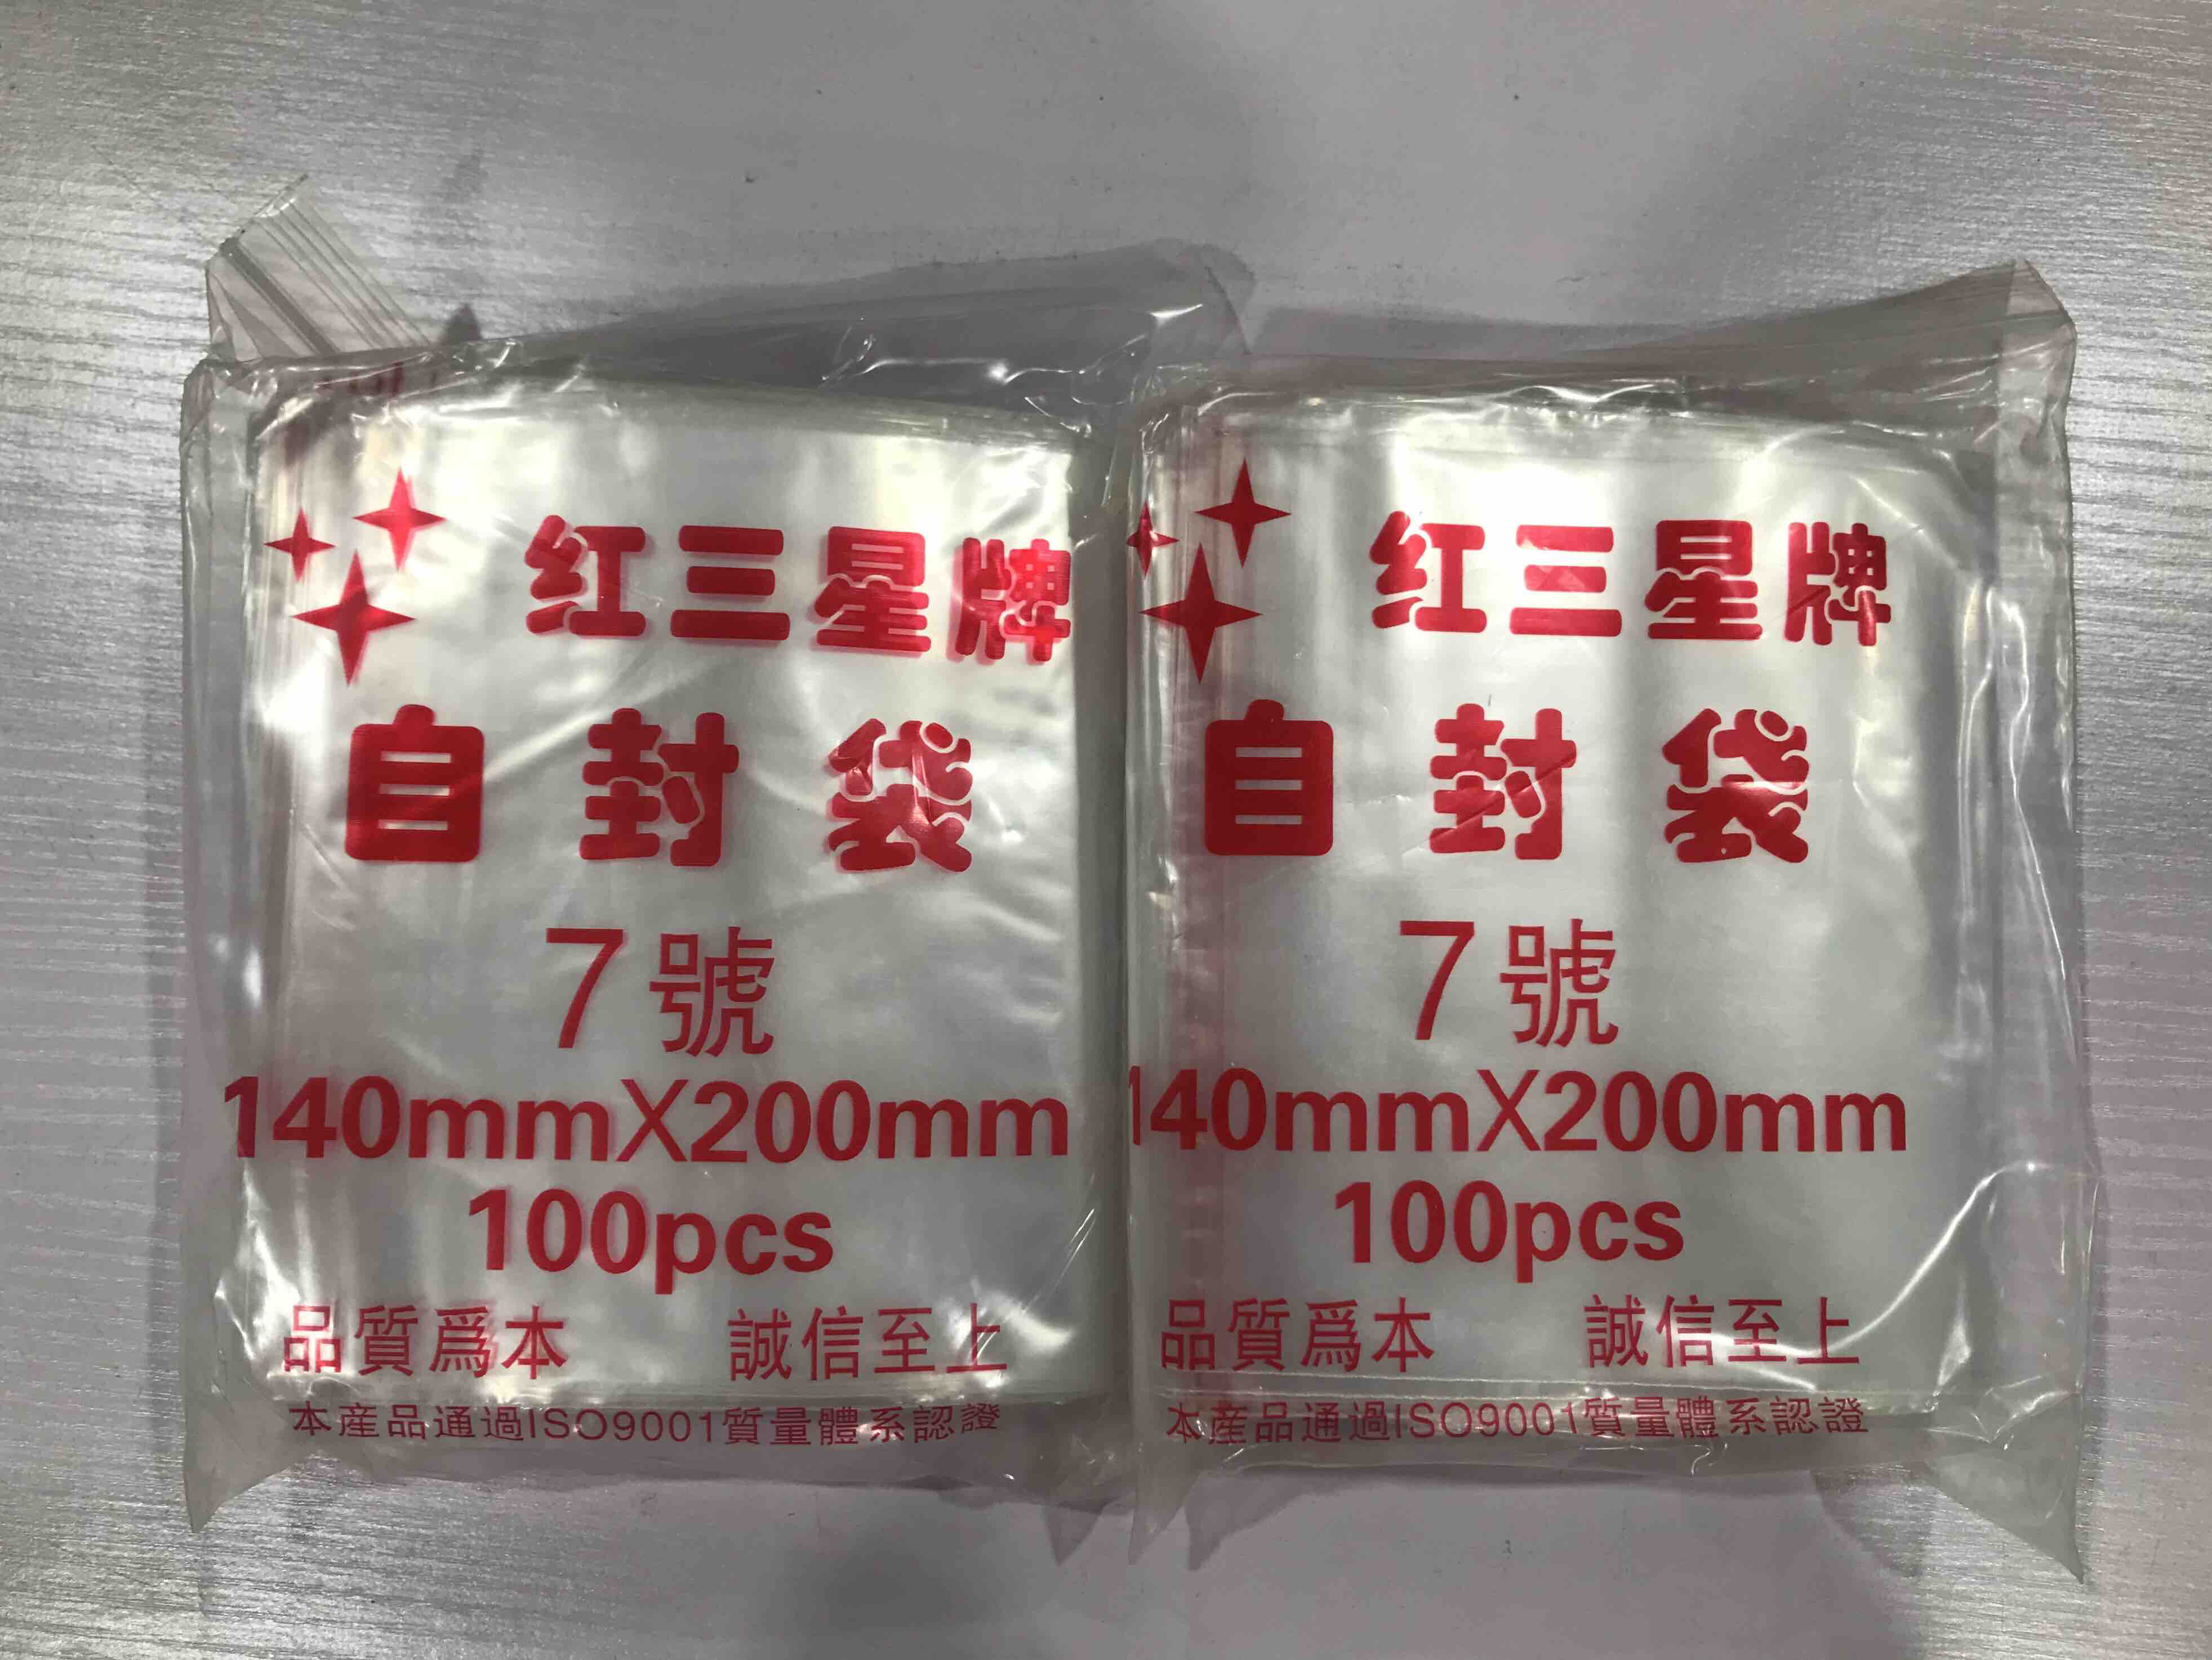 红三星牌
自封袋
7號
140mmX200mm
100pcs
品質爲本 誠信至上
本産品通過ISO9001質量體系認證
红三星牌
自封袋
7號
140mmX200mm
100pcs
品質爲本 誠信至上
本産品通過ISO9001質量體系認證